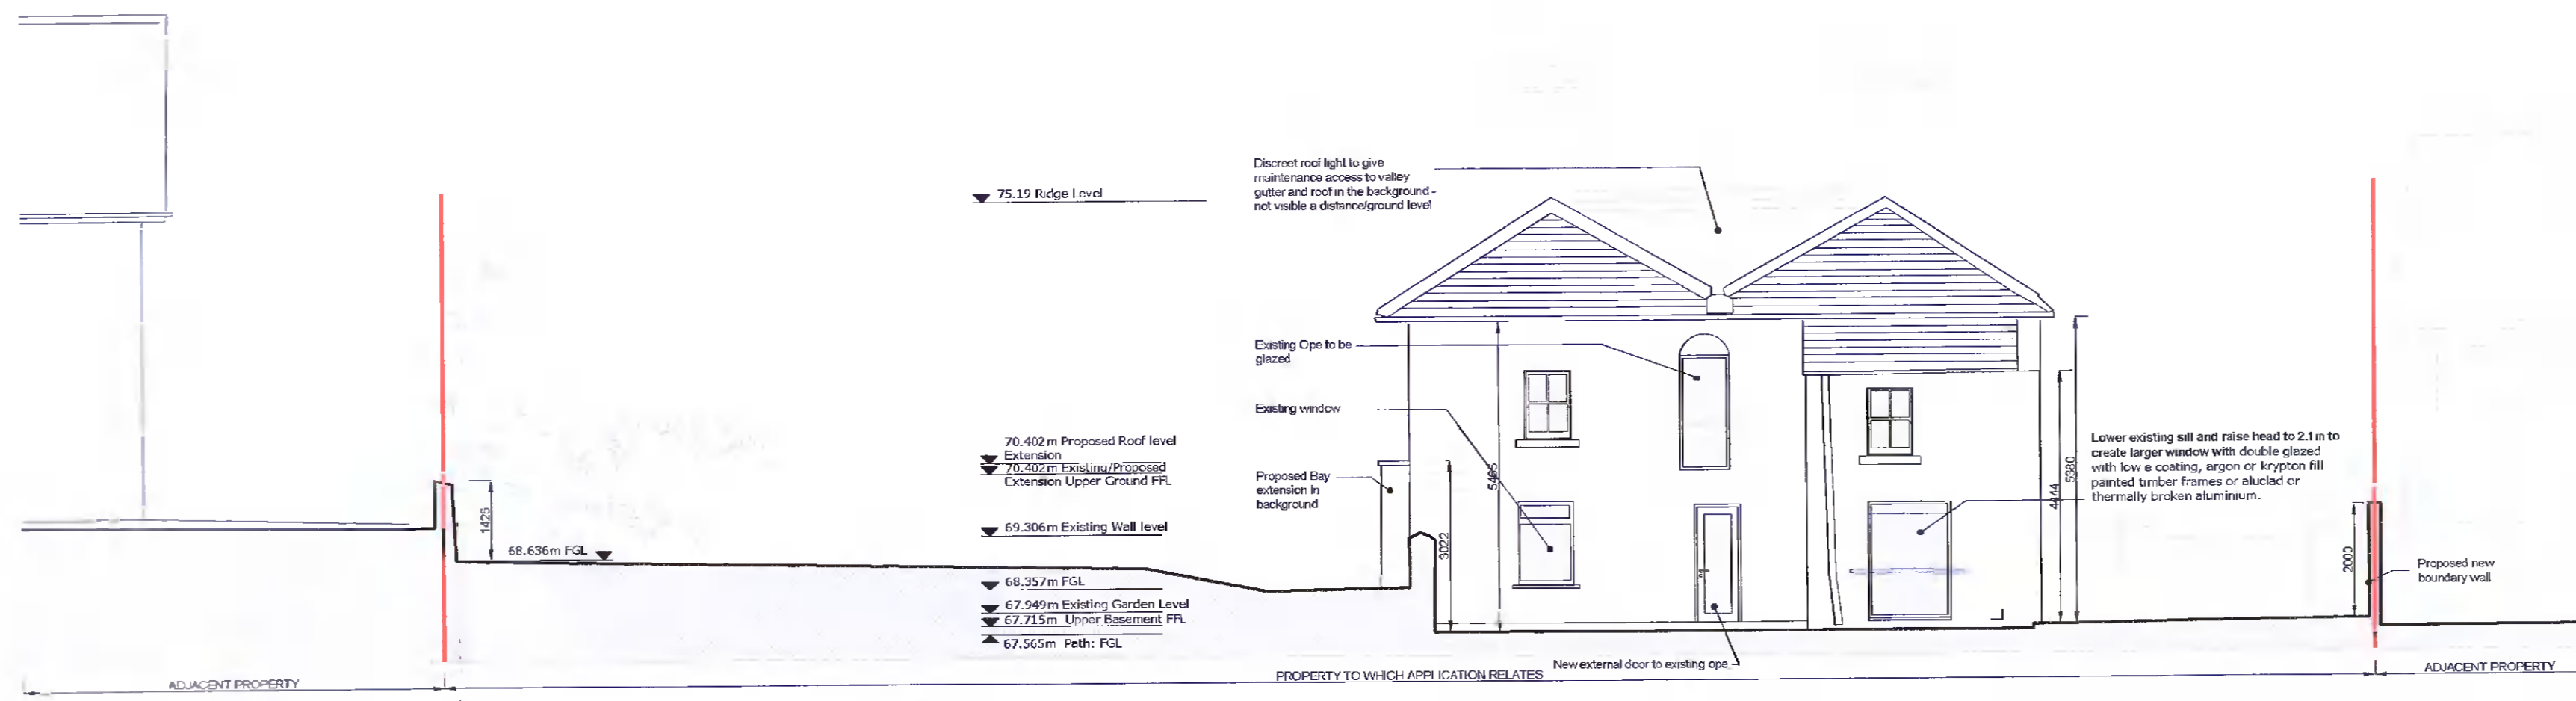 Discreet roof light to give
maintenance access to valley
gutter and roof in the background -
not visible a distance/ground level
75.19 Ridge Level
Existing Ope to be
glazed
Existing window
70.402m Proposed Roof level
Extension
70.402m Existing/Proposed
Extension Upper Ground FFL
Proposed Bay
extension in
background
Lower existing sill and raise head to 2.1m to
create larger window with double glazed
with low e coating, argon or krypton fill
painted timber frames or aluclad or
thermally broken aluminium.
5380
4444
3022
1425
69.306m Existing Wall level
68.636m FGL
68.357m FGL
67.949m Existing Garden Level
67.715m Upper Basement FFL
67.565m Path: FGL
2000
Proposed new
boundary wall
New external door to existing ope
ADJACENT PROPERTY
PROPERTY TO WHICH APPLICATION RELATES
ADJACENT PROPERTY